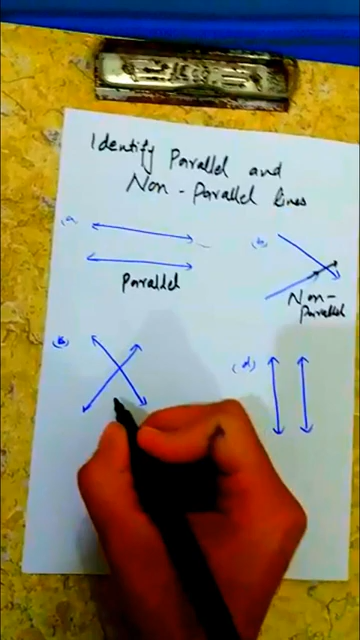 Identify Parallel and
Non-Parallel lines
(a)
Parallel
(b)
Non-
Parallel
(d)